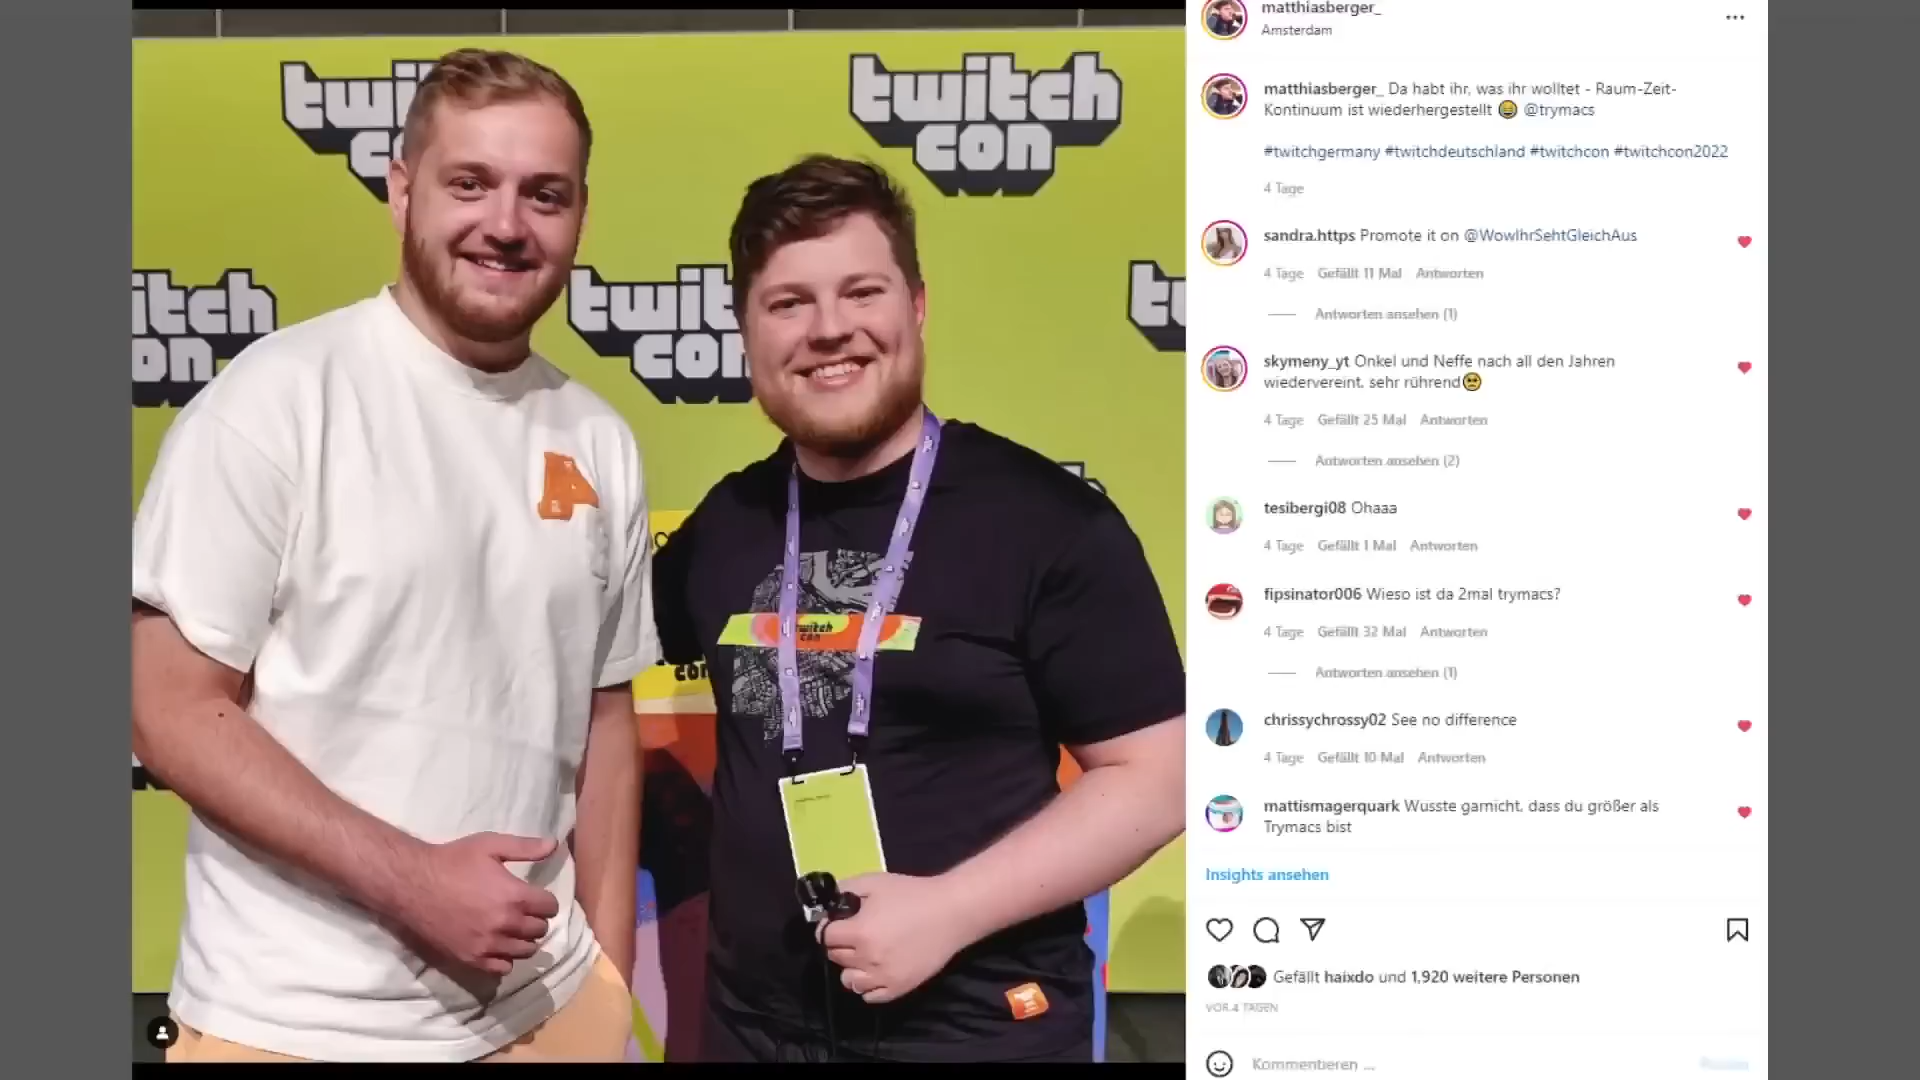 twitch
con
twitch
con
twitch
con
matthiasberger_
Amsterdam
matthiasberger_ Da habt ihr, was ihr wolltet - Raum-Zeit-
Kontinuum ist wiederhergestellt 😅 @trymacs
#twitchgermany #twitchdeutschland #twitchcon #twitchcon2022
4 Tage
sandra.https Promote it on @WowIhrSehtGleichAus
4 Tage Gefällt 11 Mal Antworten
Antworten ansehen (1)
skymeny_yt Onkel und Neffe nach all den Jahren
wiedervereint. sehr rührend🥺
4 Tage Gefällt 25 Mal Antworten
Antworten ansehen (2)
tesibergi08 Ohaaa
4 Tage Gefällt 1 Mal Antworten
fipsinator006 Wieso ist da 2mal trymacs?
4 Tage Gefällt 32 Mal Antworten
Antworten ansehen (1)
chrissychrossy02 See no difference
4 Tage Gefällt 10 Mal Antworten
mattismagerquark Wusste garnicht, dass du größer als
Trymacs bist
Insights ansehen
Gefällt haixdo und 1,920 weitere Personen
VOR 4 TAGEN
Kommentieren ...